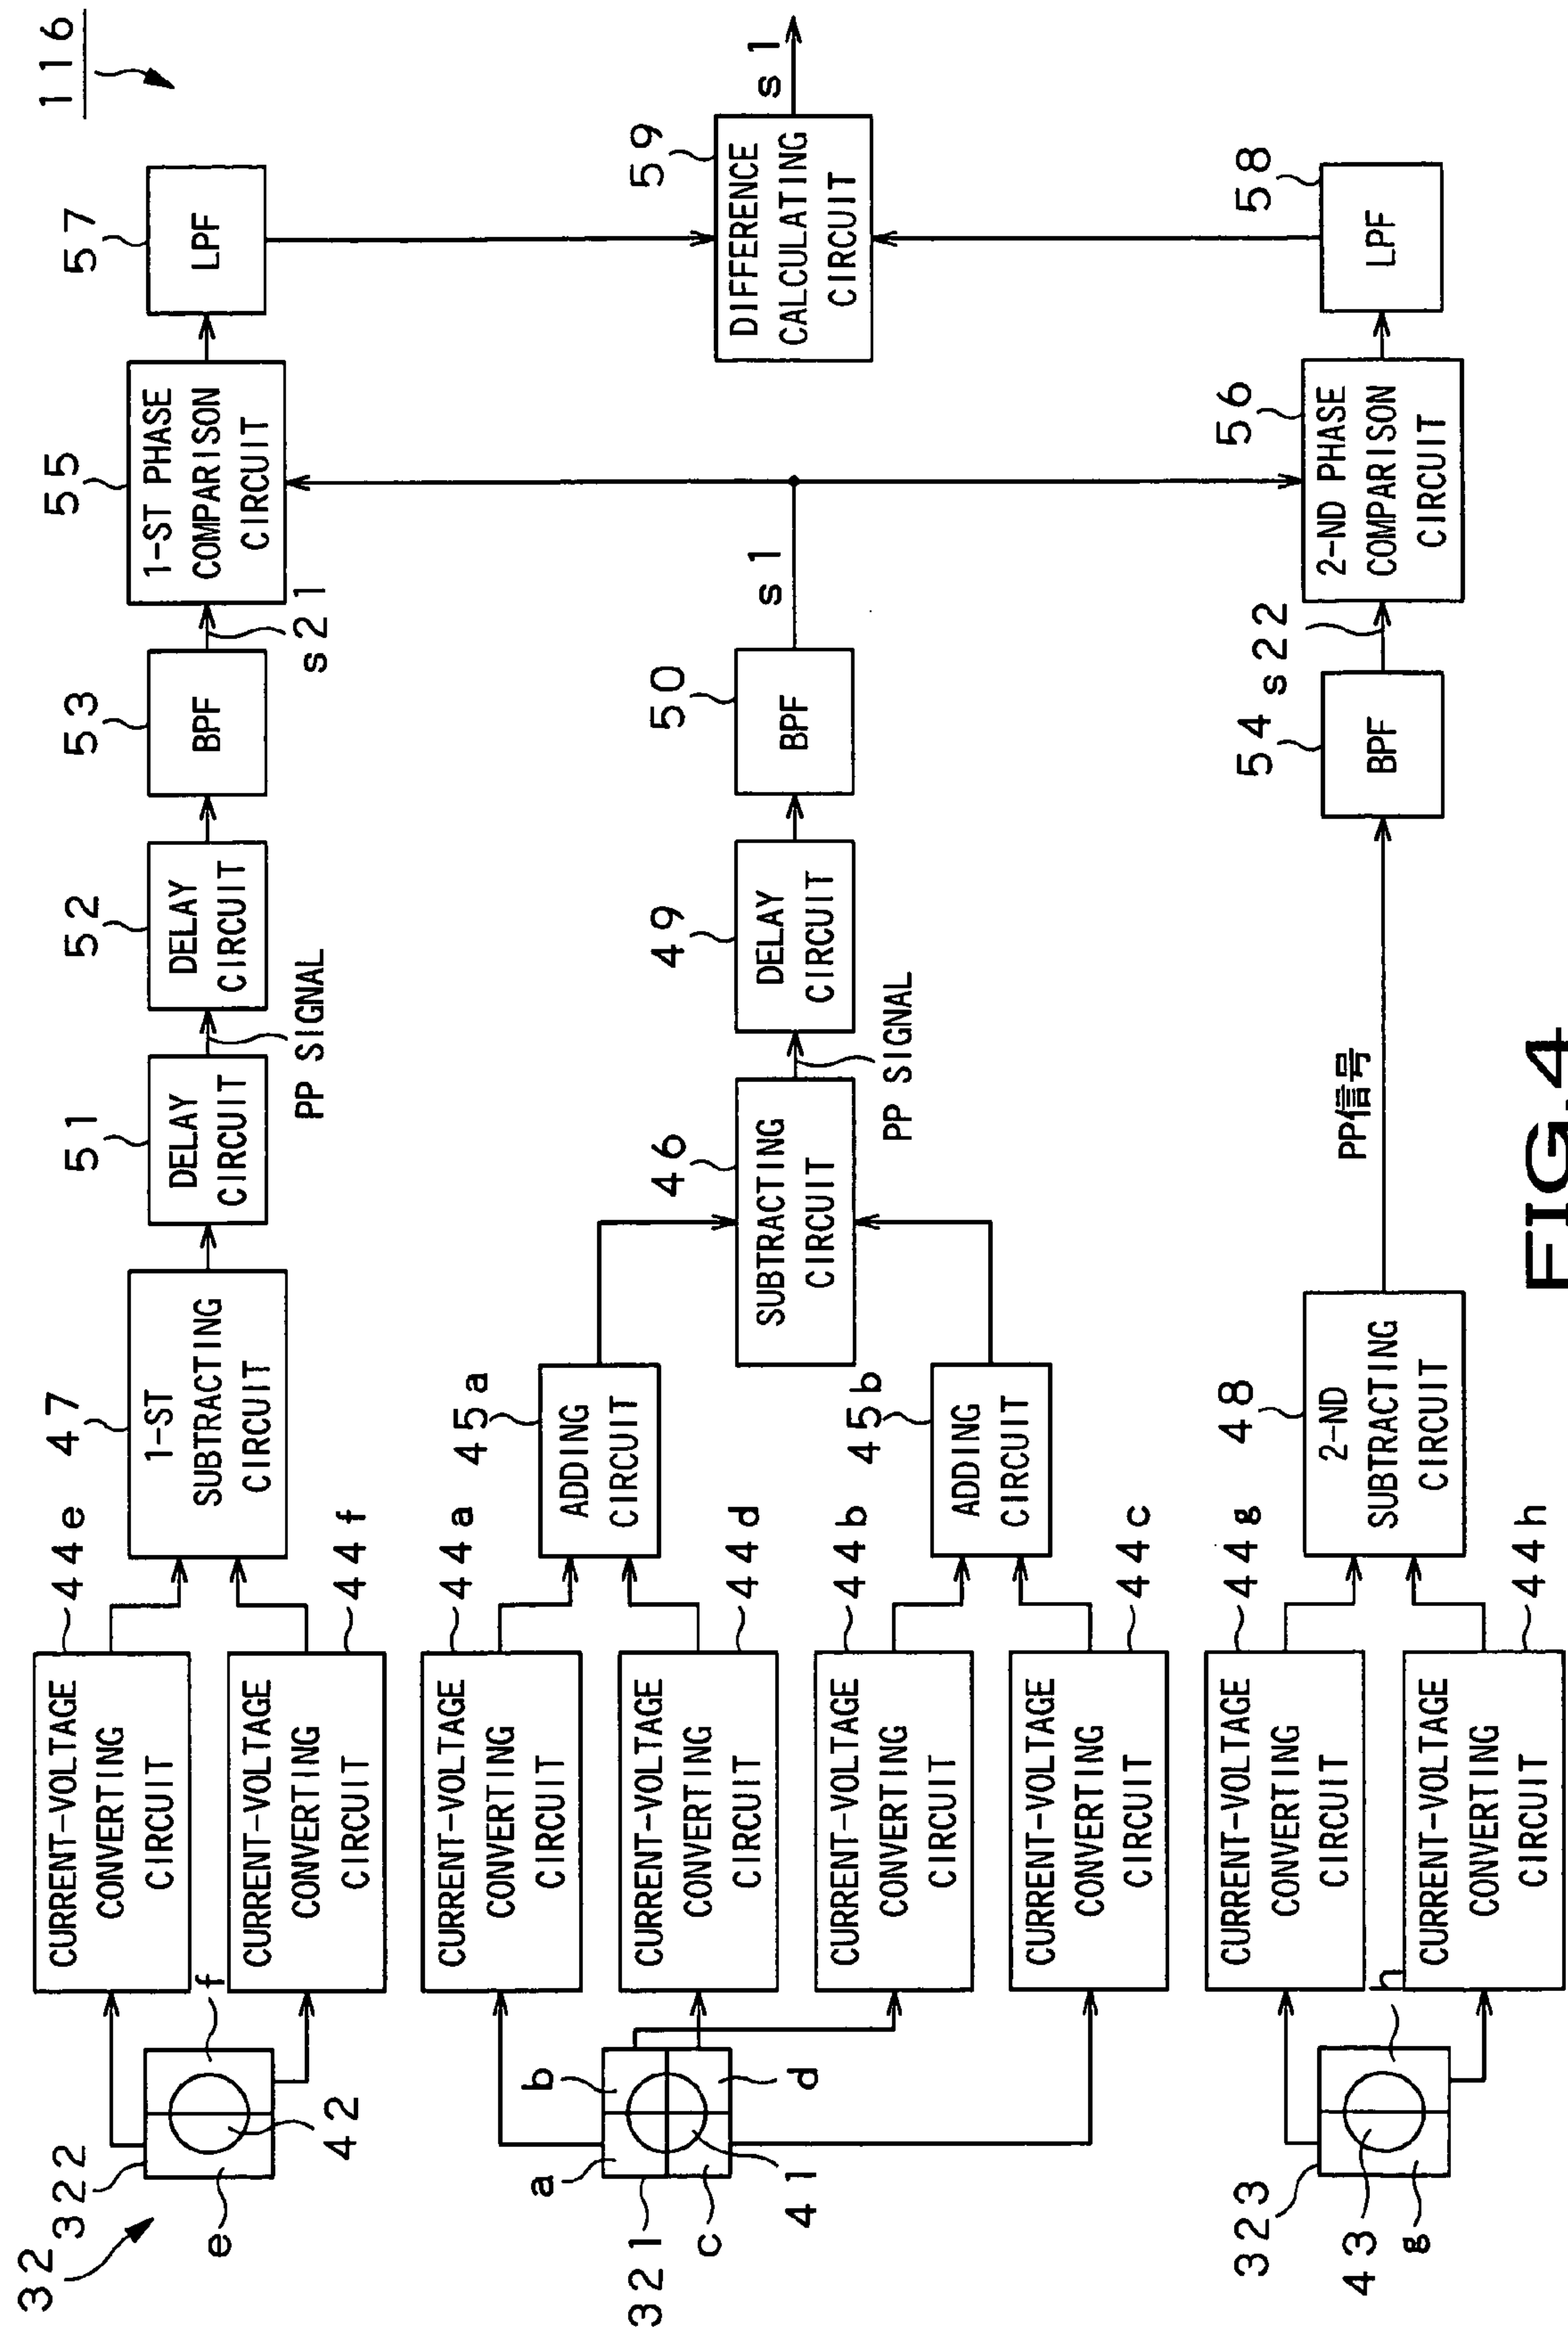 116
32
322
e
f
42
CURRENT-VOLTAGE
CONVERTING
CIRCUIT
44e
CURRENT-VOLTAGE
CONVERTING
CIRCUIT
44f
47
1-ST
SUBTRACTING
CIRCUIT
51
DELAY
CIRCUIT
PP SIGNAL
52
DELAY
CIRCUIT
53
BPF
s21
55
1-ST PHASE
COMPARISON
CIRCUIT
57
LPF
321
a
b
c
d
41
CURRENT-VOLTAGE
CONVERTING
CIRCUIT
44a
CURRENT-VOLTAGE
CONVERTING
CIRCUIT
44d
CURRENT-VOLTAGE
CONVERTING
CIRCUIT
44b
CURRENT-VOLTAGE
CONVERTING
CIRCUIT
44c
45a
ADDING
CIRCUIT
45b
ADDING
CIRCUIT
46
SUBTRACTING
CIRCUIT
PP SIGNAL
49
DELAY
CIRCUIT
50
BPF
s1
59
DIFFERENCE
CALCULATING
CIRCUIT
s1
323
g
h
43
CURRENT-VOLTAGE
CONVERTING
CIRCUIT
44g
CURRENT-VOLTAGE
CONVERTING
CIRCUIT
44h
48
2-ND
SUBTRACTING
CIRCUIT
PP信号
54
BPF
s22
56
2-ND PHASE
COMPARISON
CIRCUIT
58
LPF
FIG.4